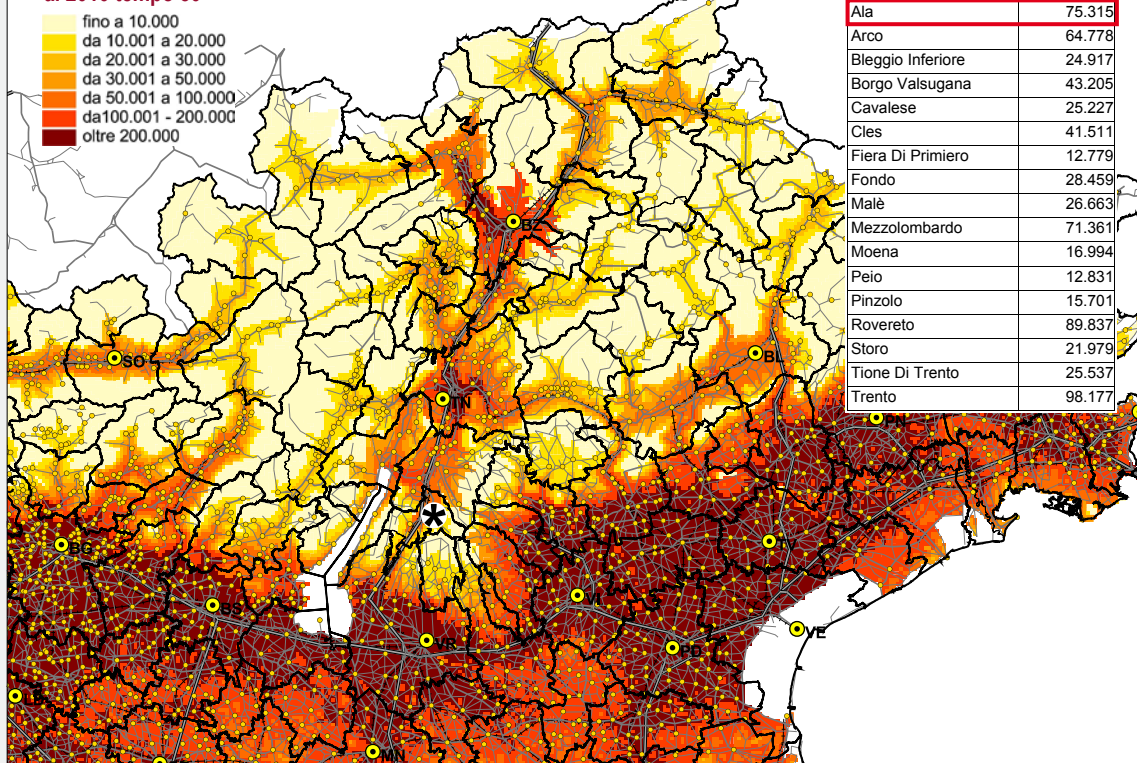 fino a 10.000
da 10.001 a 20.000
da 20.001 a 30.000
da 30.001 a 50.000
da 50.001 a 100.000
da100.001 - 200.000
oltre 200.000
Ala 75.315
Arco 64.778
Bleggio Inferiore 24.917
Borgo Valsugana 43.205
Cavalese 25.227
Cles 41.511
Fiera Di Primiero 12.779
Fondo 28.459
Malè 26.663
Mezzolombardo 71.361
Moena 16.994
Peio 12.831
Pinzolo 15.701
Rovereto 89.837
Storo 21.979
Tione Di Trento 25.537
Trento 98.177
BZ
SO
BL
TN
PN
*
BG
TV
BS
VI
VE
VR
PD
MN